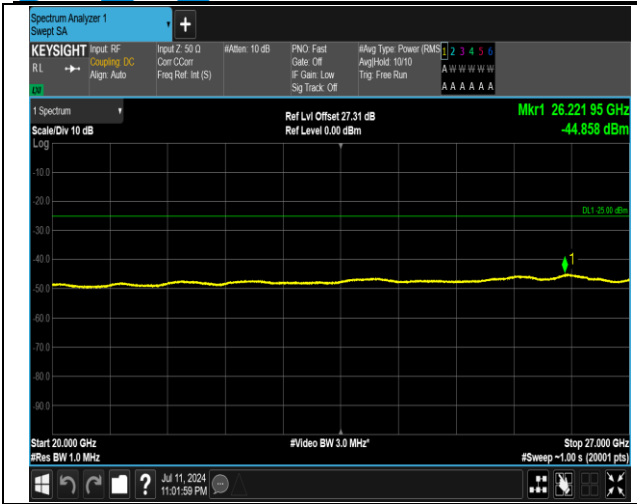 Spectrum Analyzer 1
Swept SA
+
KEYSIGHT
RL
Input: RF
Coupling: DC
Align: Auto
Input Z: 50 Ω
Corr CCorr
Freq Ref: Int (S)
#Atten: 10 dB
PNO: Fast
Gate: Off
IF Gain: Low
Sig Track: Off
#Avg Type: Power (RMS
Avg|Hold: 10/10
Trig: Free Run
1 2 3 4 5 6
A W W W W W
A A A A A A
1 Spectrum
Scale/Div 10 dB
Log
Ref Lvl Offset 27.31 dB
Ref Level 0.00 dBm
Mkr1 26.221 95 GHz
-44.858 dBm
-10.0
-20.0
DL1 -25.00 dBm
-30.0
1
-40.0
-50.0
-60.0
-70.0
-80.0
-90.0
Start 20.000 GHz
#Res BW 1.0 MHz
#Video BW 3.0 MHz*
Stop 27.000 GHz
#Sweep ~1.00 s (20001 pts)
?
Jul 11, 2024
11:01:59 PM